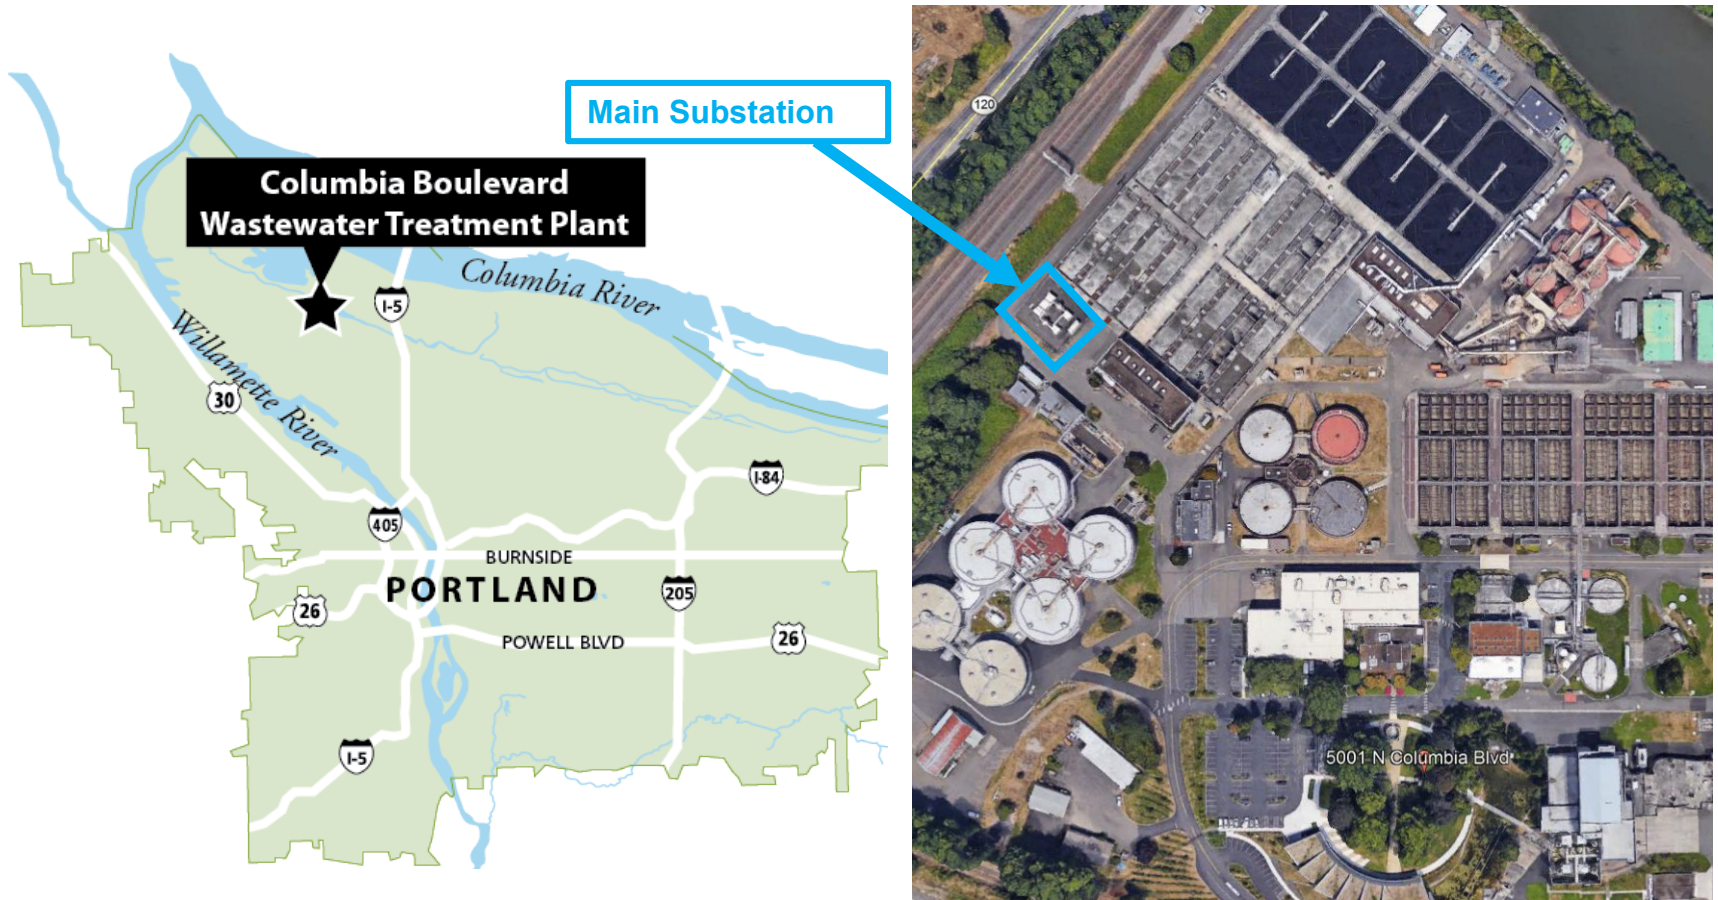 Main Substation
120
Columbia Boulevard
Wastewater Treatment Plant
Columbia River
I-5
Willamette River
30
I-84
405
BURNSIDE
PORTLAND
205
26
POWELL BLVD
26
I-5
5001 N Columbia Blvd